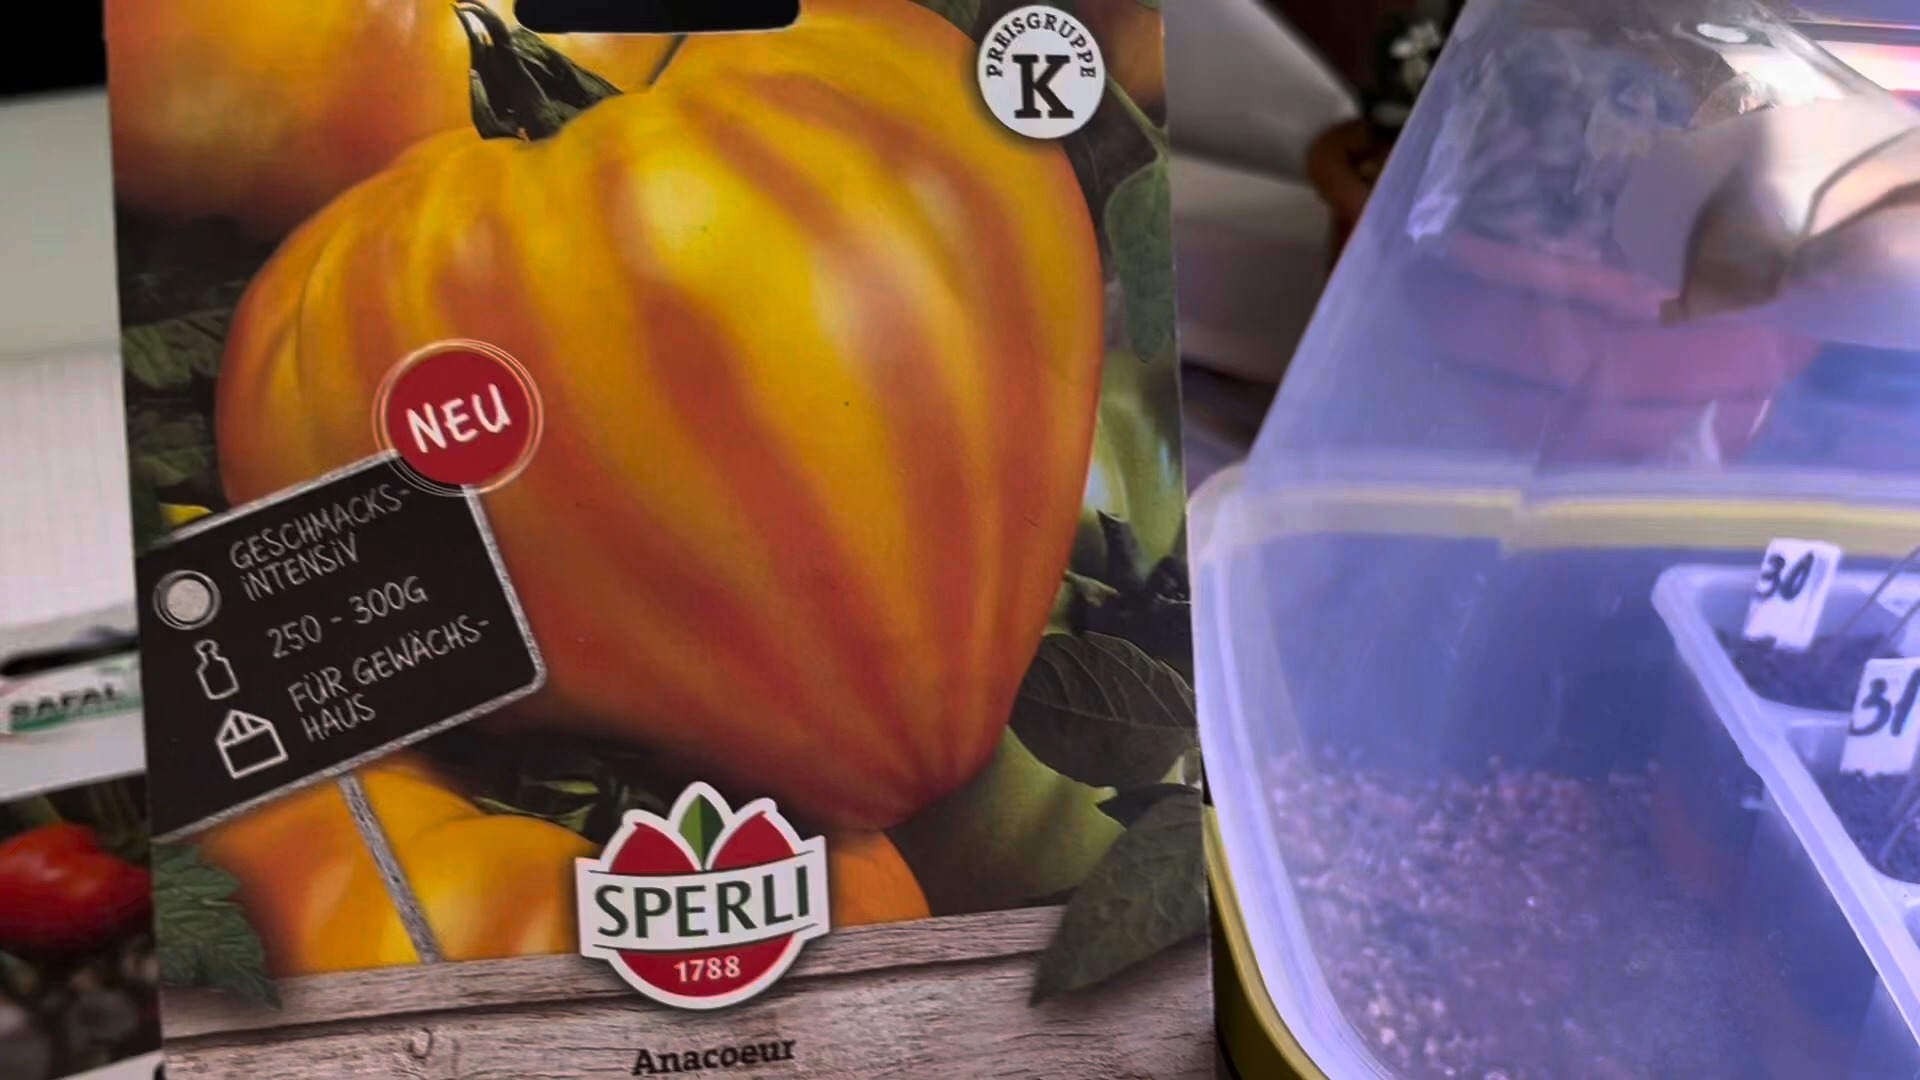 PREISGRUPPE
K
NEU
GESCHMACKS-
iNTENSiV
250 - 300G
FÜR GEWÄCHS-
HAUS
SPERLI
1788
Anacoeur
30
31